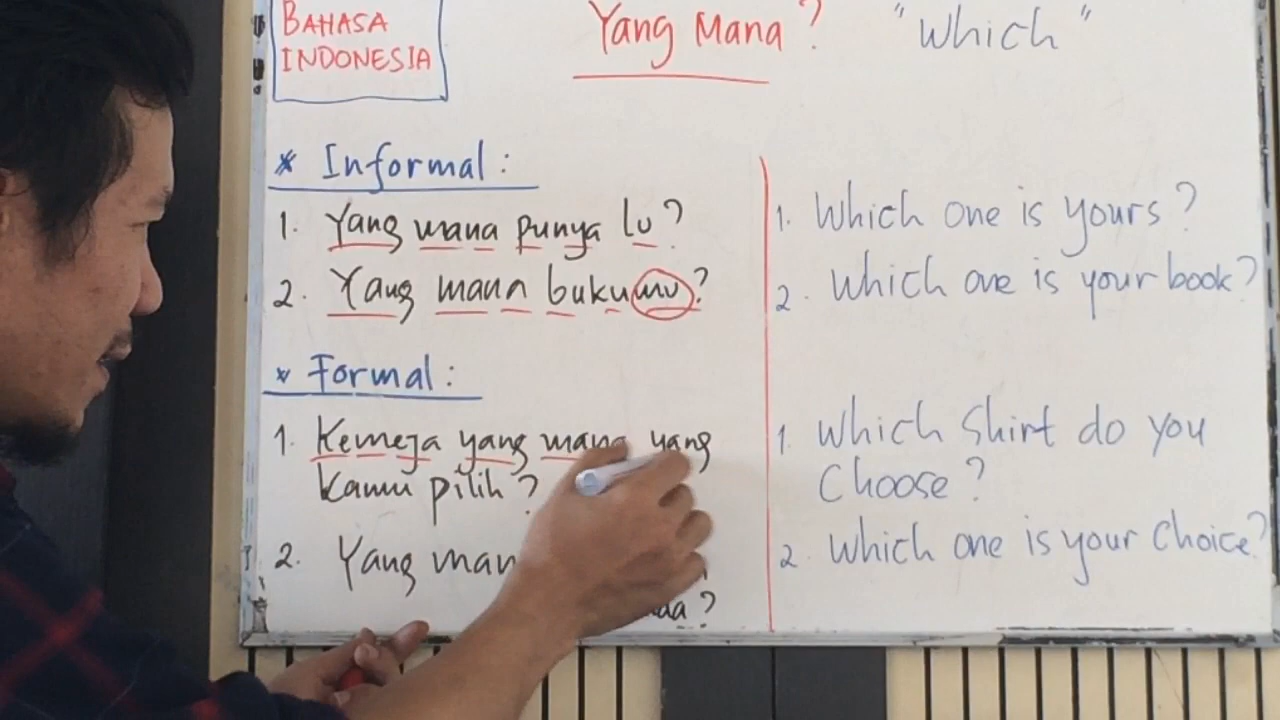 BAHASA
INDONESIA
Yang Mana? "Which"
* Informal:
1. Yang mana punya lu?
2. Yang mana bukumu?
* Formal:
1. Kemeja yang mana yang
kamu pilih?
2. Yang
?
1. Which one is yours?
2. Which one is your book?
1. Which Shirt do you
Choose?
2. Which one is your Choice?